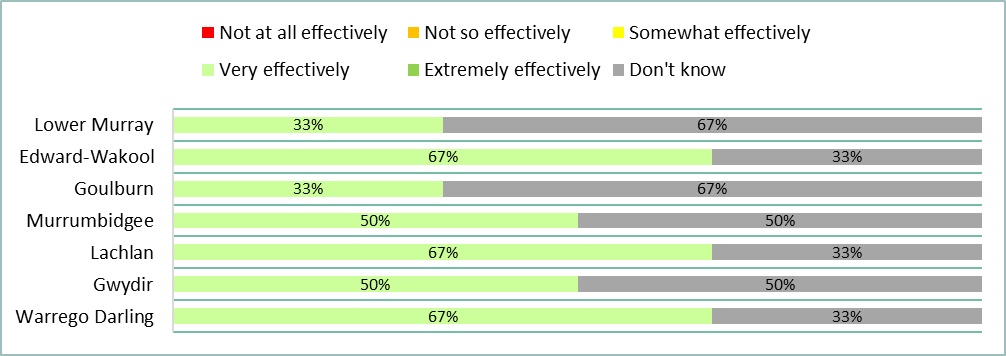 Not at all effectively Not so effectively Somewhat effectively
Very effectively Extremely effectively Don't know
Lower Murray 33% 67%
Edward-Wakool 67% 33%
Goulburn 33% 67%
Murrumbidgee 50% 50%
Lachlan 67% 33%
Gwydir 50% 50%
Warrego Darling 67% 33%